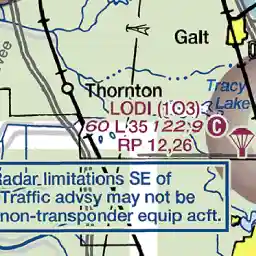 Galt
Tracy
Lake
Thornton
LODI (1O3)
60 L 35 122.9 C
RP 12,26
Radar limitations SE of
Traffic advsy may not be
non-transponder equip acft.